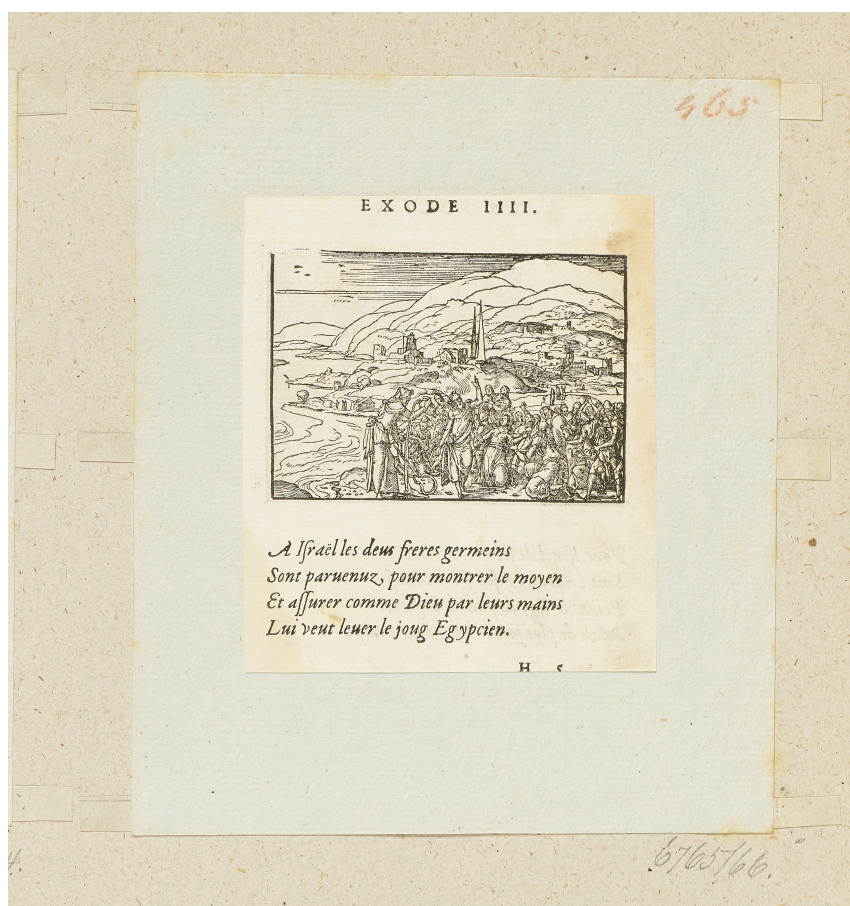 465
EXODE IIII.
A Iſraël les deus freres germeins
Sont paruenuz, pour montrer le moyen
Et aſſurer comme Dieu par leurs mains
Lui veut leuer le joug Egypcien.
H
6765/66.